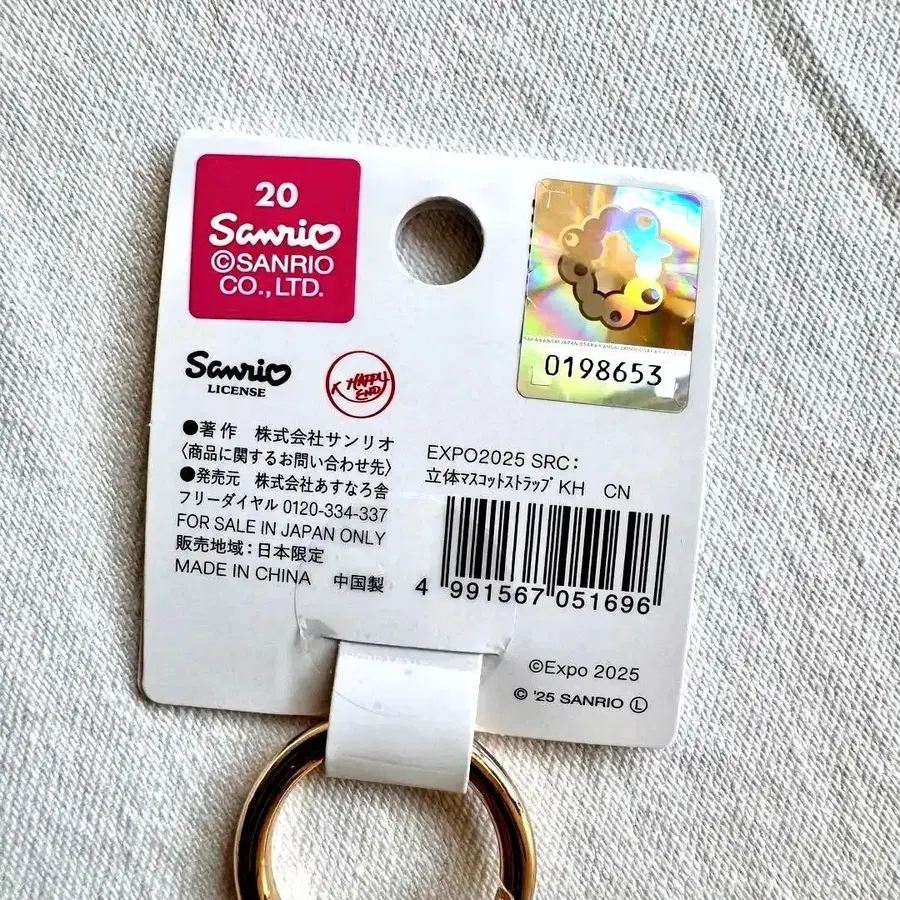 20
Sanrio
©SANRIO
CO., LTD.
0198653
Sanrio
LICENSE
K HAPPY
END
●著作 株式会社サンリオ
〈商品に関するお問い合わせ先〉
●発売元 株式会社あすなろ舎
フリーダイヤル 0120-334-337
FOR SALE IN JAPAN ONLY
販売地域：日本限定
MADE IN CHINA 中国製
EXPO2025 SRC：
立体ﾏｽｺｯﾄｽﾄﾗｯﾌﾟ KH CN
4 991567 051696
©Expo 2025
© '25 SANRIO Ⓛ